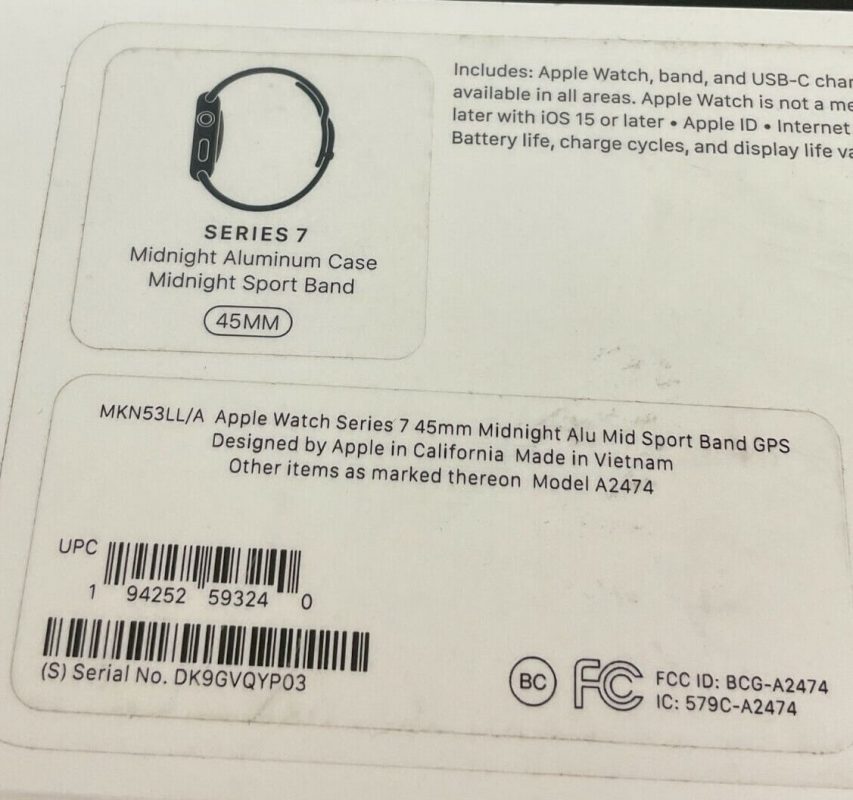 SERIES 7
Midnight Aluminum Case
Midnight Sport Band
45MM
Includes: Apple Watch, band, and USB-C
available in all areas. Apple Watch is not a
later with iOS 15 or later • Apple ID • Internet
Battery life, charge cycles, and display life
MKN53LL/A Apple Watch Series 7 45mm Midnight Alu Mid Sport Band GPS
Designed by Apple in California Made in Vietnam
Other items as marked thereon Model A2474
UPC
1 94252 59324 0
(S) Serial No. DK9GVQYP03
BC FC FCC ID: BCG-A2474
IC: 579C-A2474